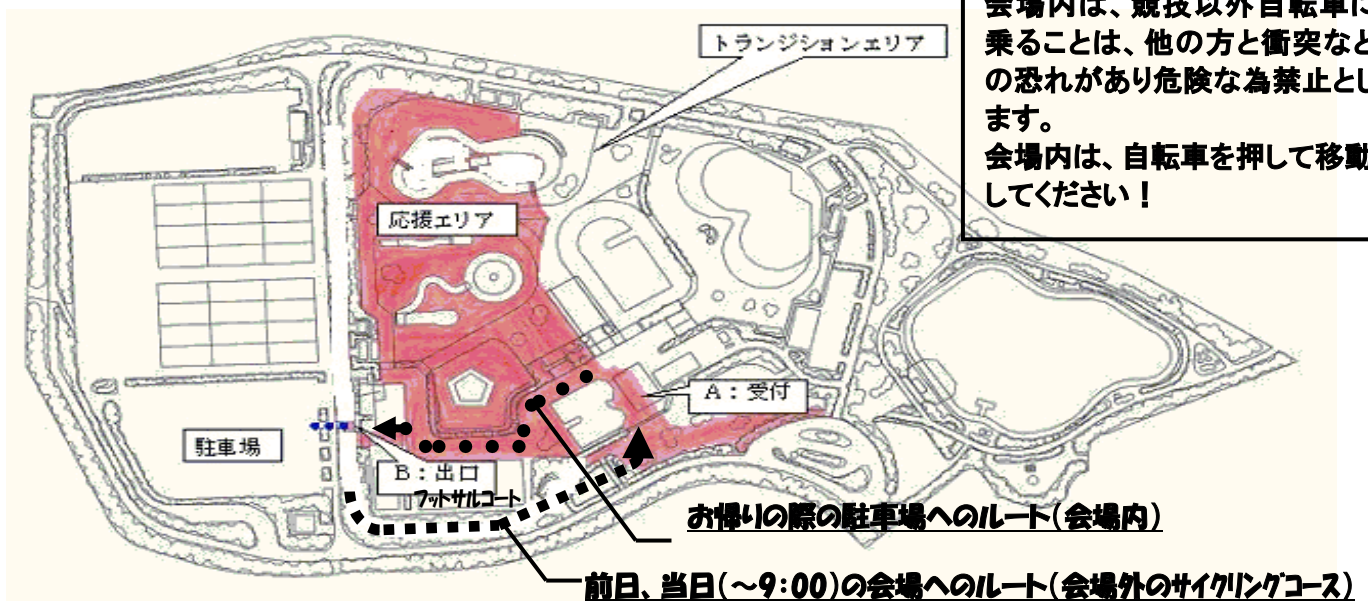 会場内は、競技以外自転車に
乗ることは、他の方と衝突など
の恐れがあり危険な為禁止とし
ます。
会場内は、自転車を押して移動
してください！
トランジションエリア
応援エリア
A：受付
駐車場
B：出口
フットサルコート
お帰りの際の駐車場へのルート（会場内）
前日、当日（～9：00）の会場へのルート（会場外のサイクリングコース）